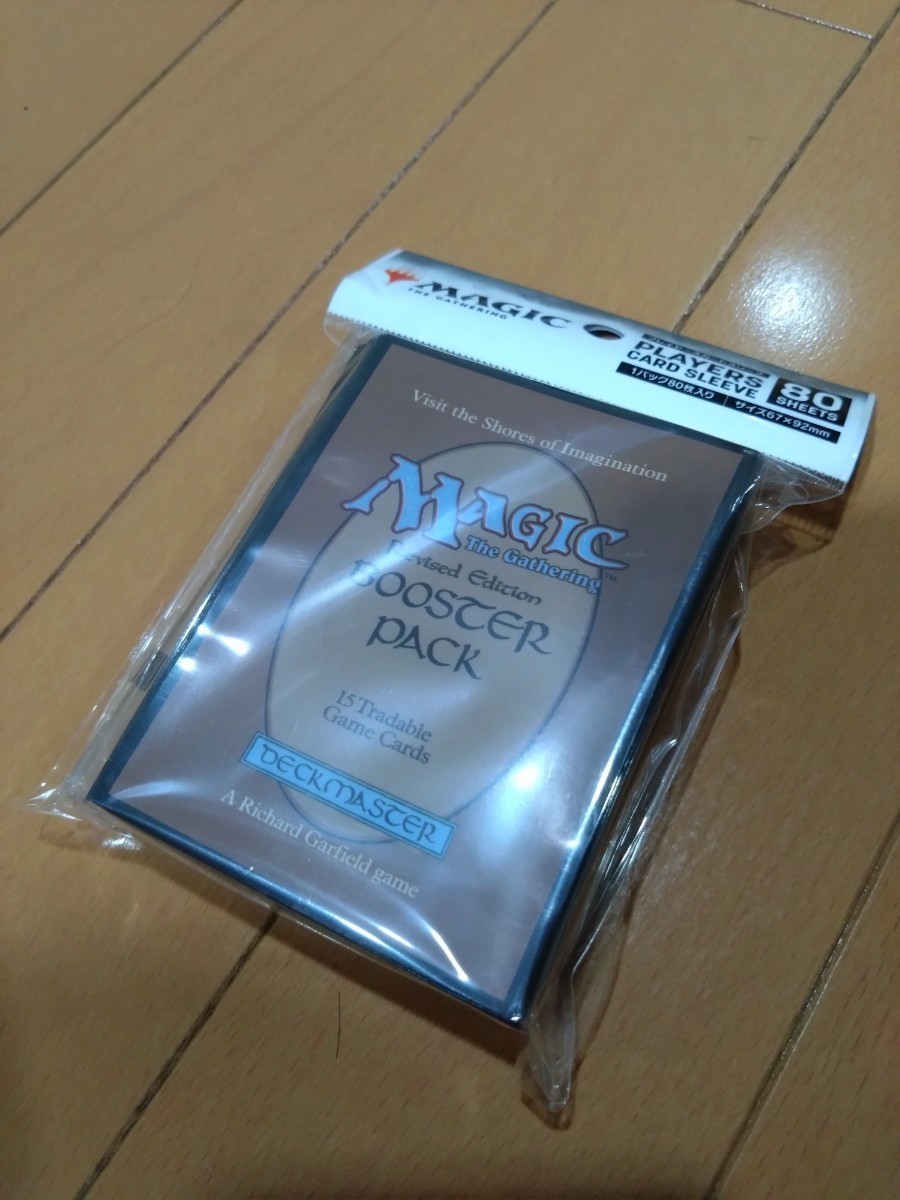 MAGIC
THE GATHERING
PLAYERS
CARD SLEEVE
80
SHEETS
1パック80枚入り
サイズ67×92mm
Visit the Shores of Imagination
MAGIC
The Gathering™
Revised Edition
BOOSTER
PACK
15 Tradable
Game Cards
DECKMASTER
A Richard Garfield game